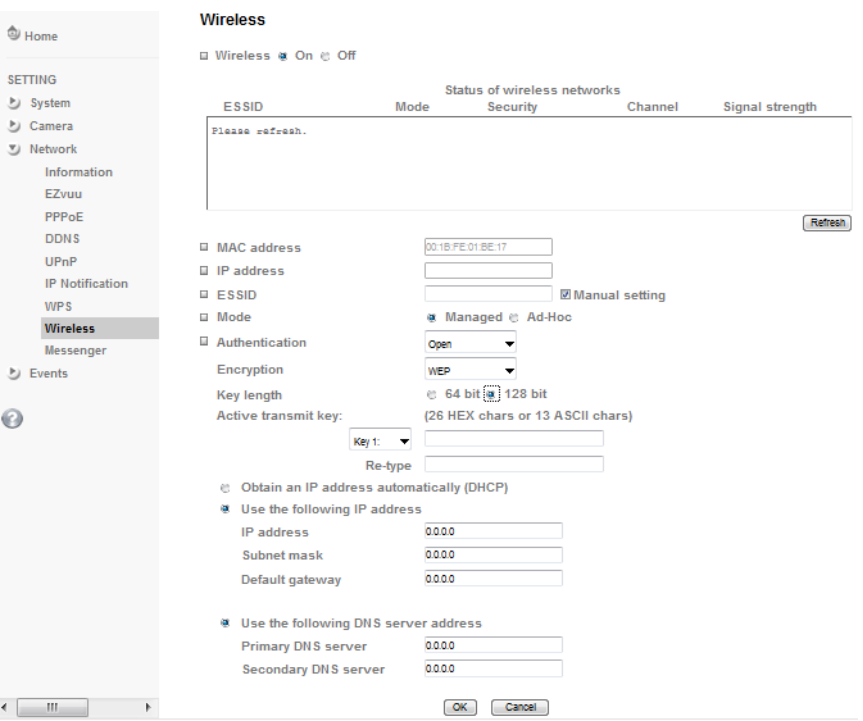 Home
SETTING
System
Camera
Network
Information
EZvuu
PPPoE
DDNS
UPnP
IP Notification
WPS
Wireless
Messenger
Events
Wireless
Wireless On Off
Status of wireless networks
ESSID Mode Security Channel Signal strength
Please refresh.
Refresh
MAC address 00:1B:FE:01:BE:17
IP address
ESSID Manual setting
Mode Managed Ad-Hoc
Authentication Open
Encryption WEP
Key length 64 bit 128 bit
Active transmit key: (26 HEX chars or 13 ASCII chars)
Key 1:
Re-type
Obtain an IP address automatically (DHCP)
Use the following IP address
IP address 0.0.0.0
Subnet mask 0.0.0.0
Default gateway 0.0.0.0
Use the following DNS server address
Primary DNS server 0.0.0.0
Secondary DNS server 0.0.0.0
OK Cancel